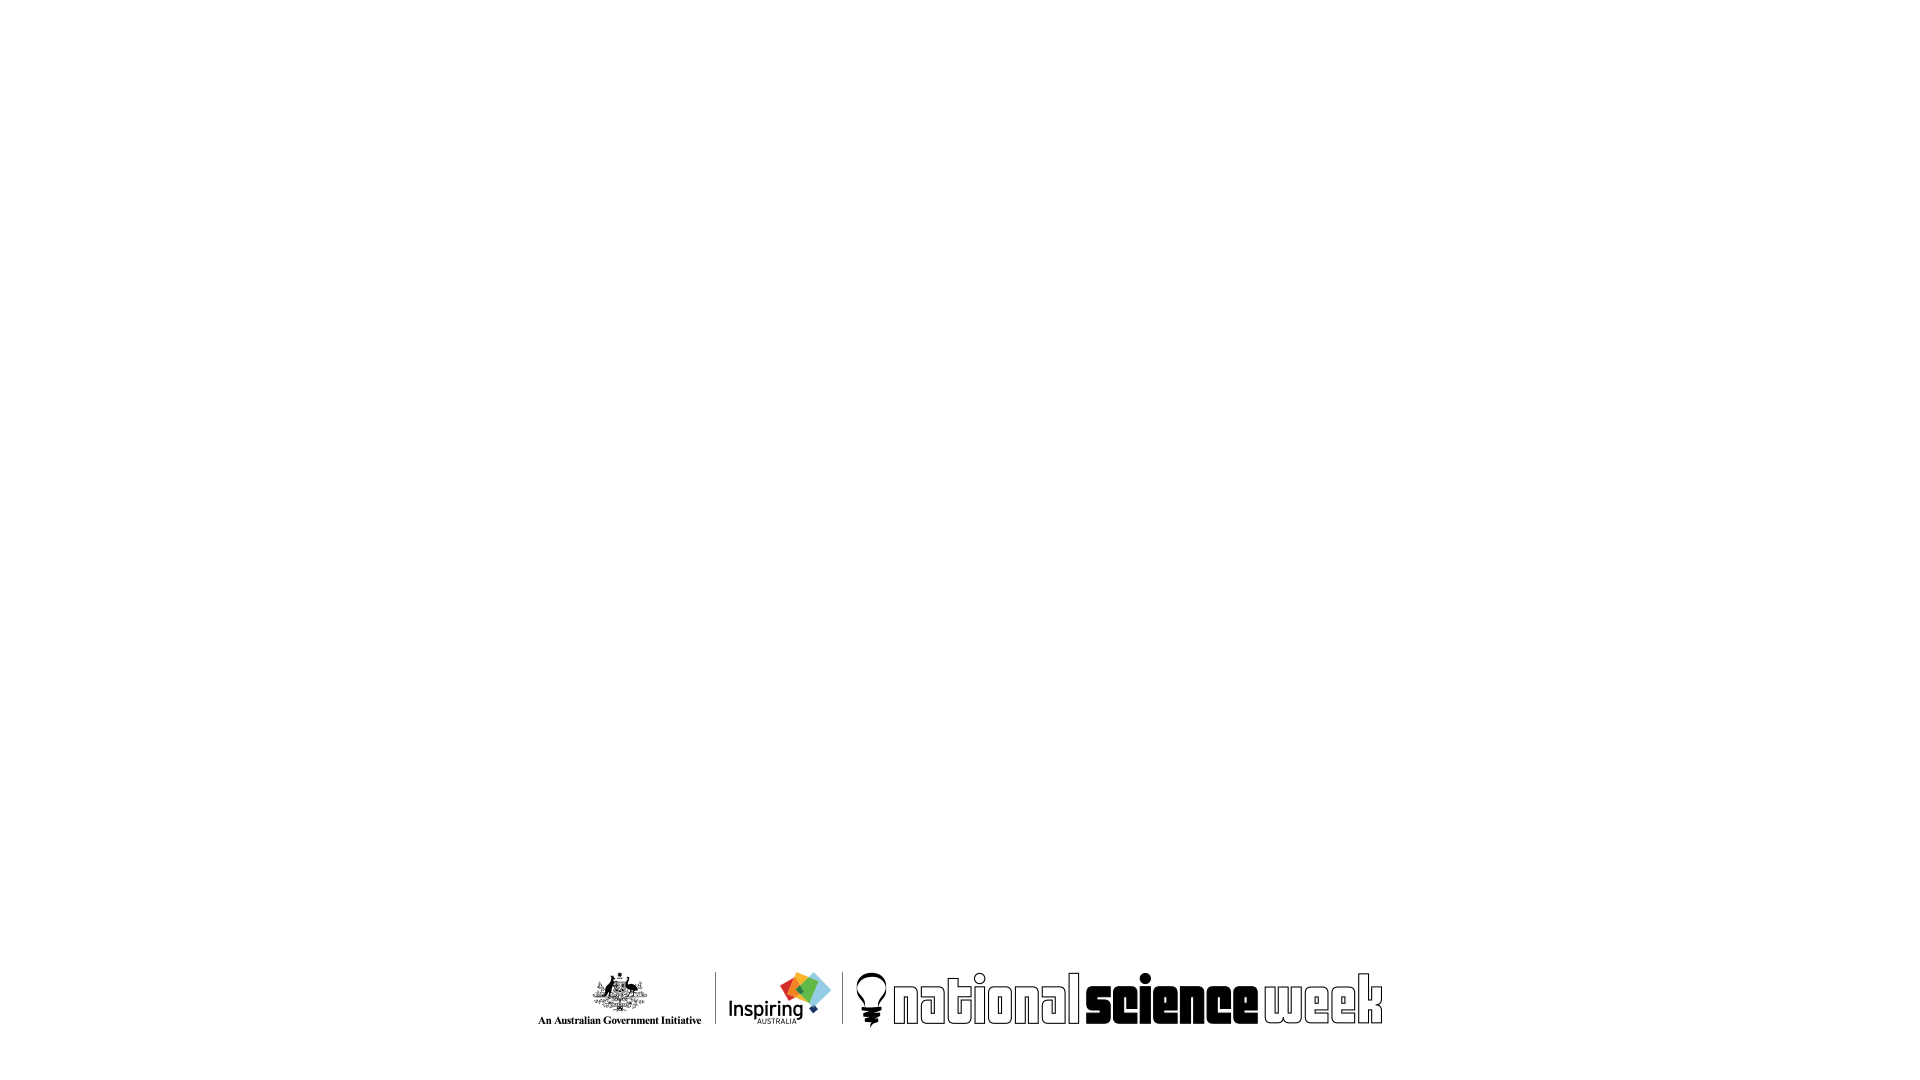 An Australian Government Initiative
Inspiring
AUSTRALIA
national science week